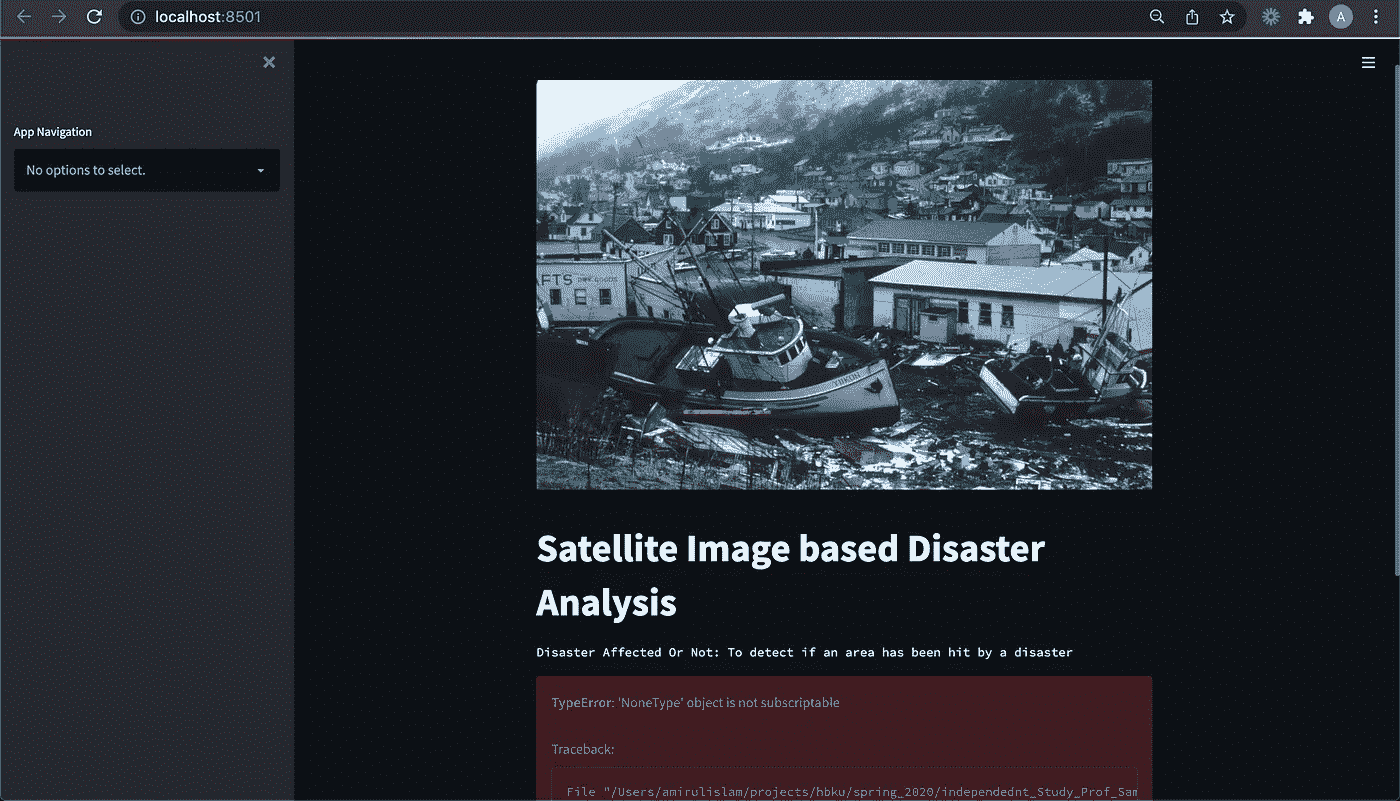 localhost:8501
A
App Navigation
No options to select.
FTS
YUKON
Satellite Image based Disaster
Analysis
Disaster Affected Or Not: To detect if an area has been hit by a disaster
TypeError: 'NoneType' object is not subscriptable
Traceback:
File "/Users/amirulislam/projects/hbku/spring_2020/independednt_Study_Prof_Sam